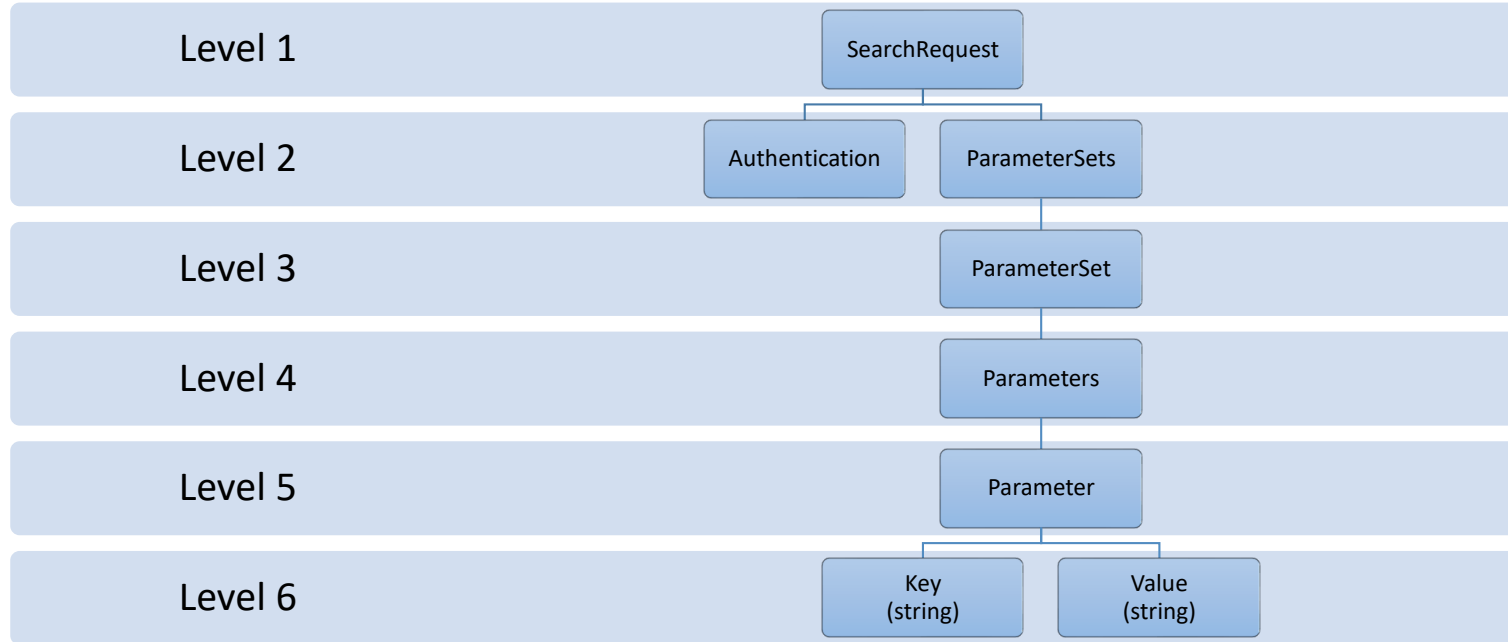 Level 1
SearchRequest
Level 2
Authentication
ParameterSets
Level 3
ParameterSet
Level 4
Parameters
Level 5
Parameter
Level 6
Key
(string)
Value
(string)